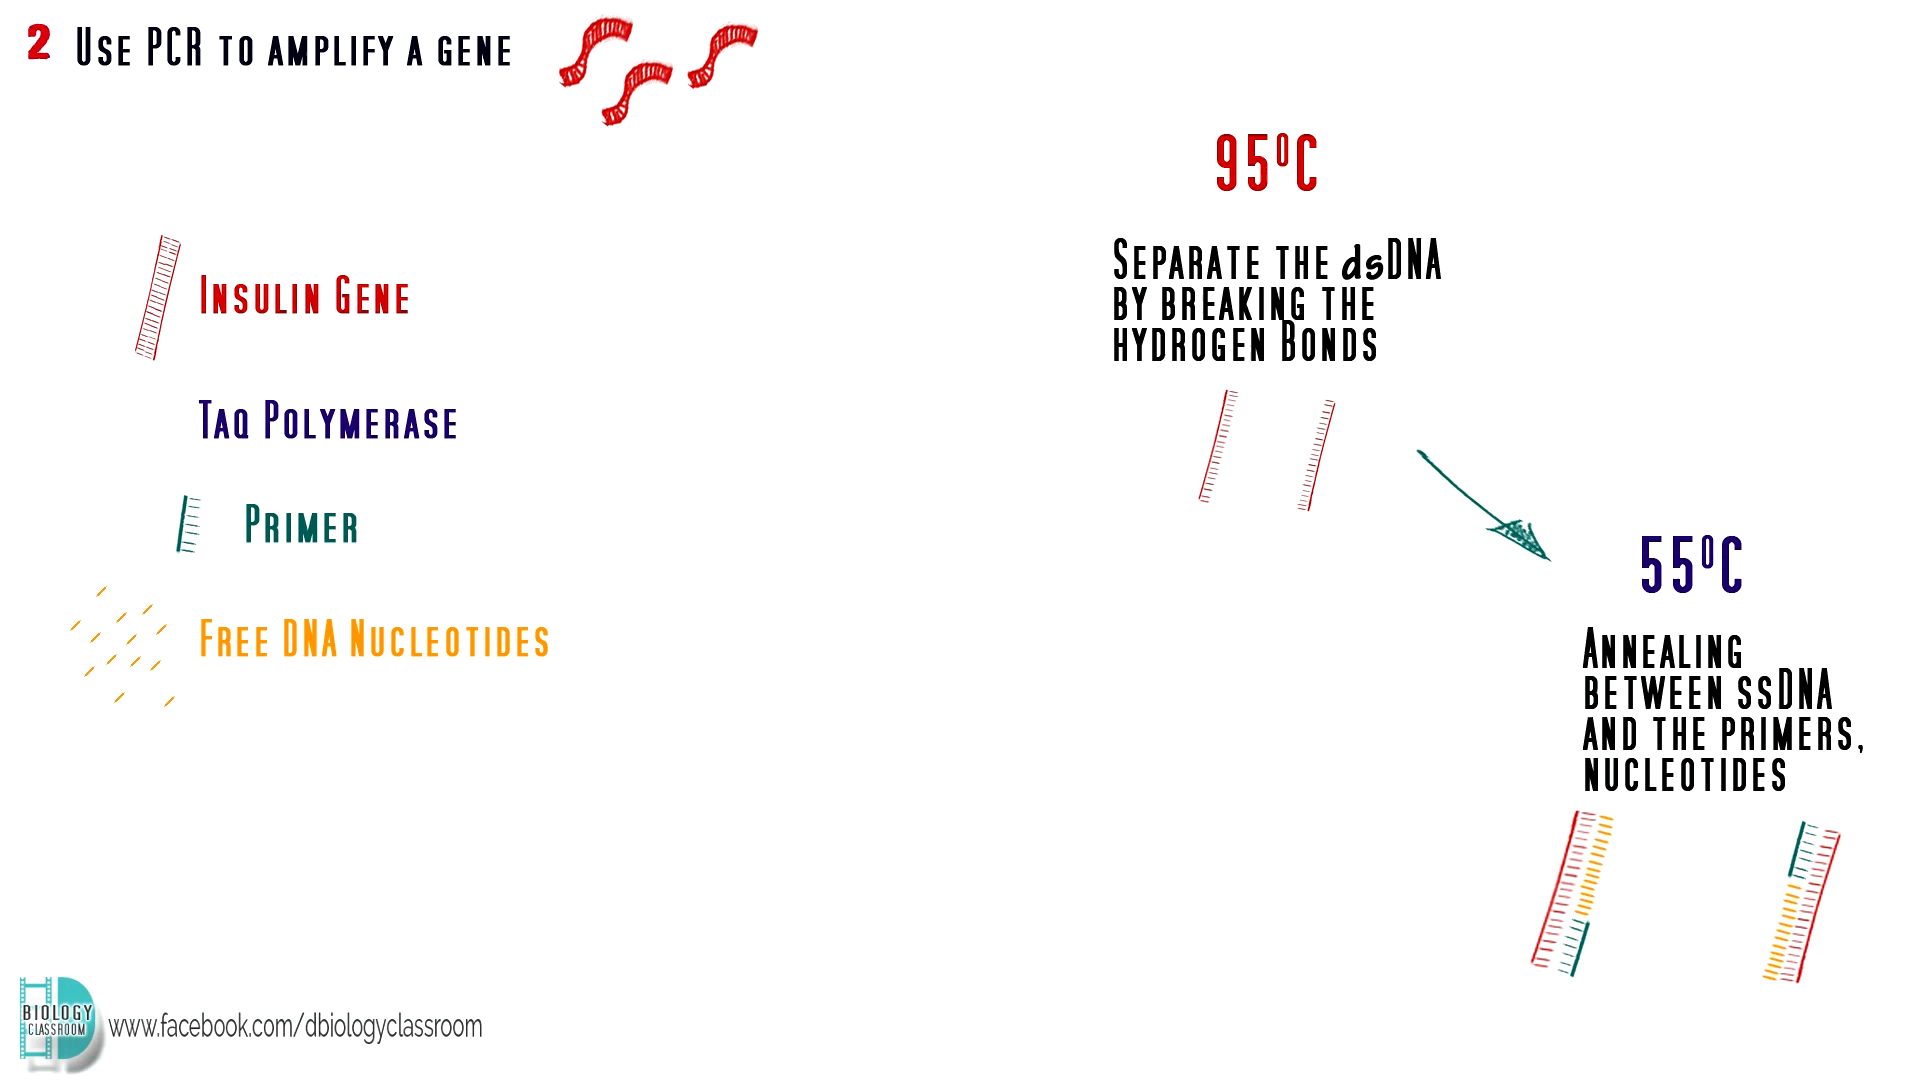 2 Use PCR to amplify a gene
Insulin Gene
Taq Polymerase
Primer
Free DNA Nucleotides
95⁰C
Separate the dsDNA
by breaking the
hydrogen Bonds
55⁰C
Annealing
between ssDNA
and the primers,
nucleotides
BIOLOGY
CLASSROOM
www.facebook.com/dbiologyclassroom